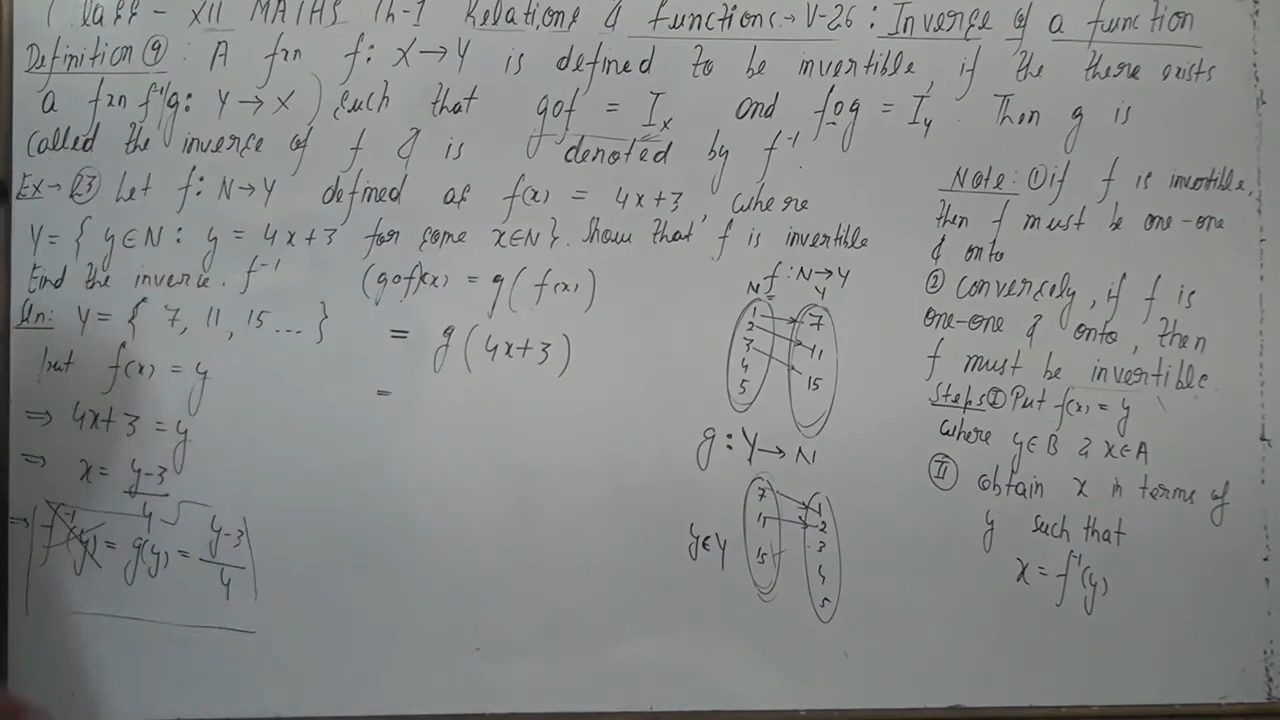 Class - XII MATHS Ch-1 Relations & functions → V-26 : Inverse of a function
Definition ⑨ : A fxn f: X → Y is defined to be invertible, if the there exists
a fxn f⁻¹/g: Y → X ) such that gof = Iₓ and fog = I_Y. Then g is
called the inverse of f & is denoted by f⁻¹.
Ex → 23 Let f: N → Y defined as f(x) = 4x+3, where
Y = { y ∈ N : y = 4x+3 for some x ∈ N }. Show that f is invertible
Find the inverse. f⁻¹
Y = { 7, 11, 15 ... }
put f(x) = y
⇒ 4x+3 = y
⇒ x = y-3 / 4
⇒ f⁻¹(y) = g(y) = y-3 / 4
(gof)(x) = g(f(x))
= g(4x+3)
=
f : N → Y
N Y
1 7
2 11
3 15
4
5
g : Y → N
y ∈ Y
7 1
11 2
15 3
4
5
Note: ① if f is invertible,
then f must be one-one
& onto
② conversely, if f is
one-one & onto, then
f must be invertible.
Steps Ⓘ Put f(x) = y
where y ∈ B & x ∈ A
Ⅱ obtain x in terms of
y such that
x = f⁻¹(y)